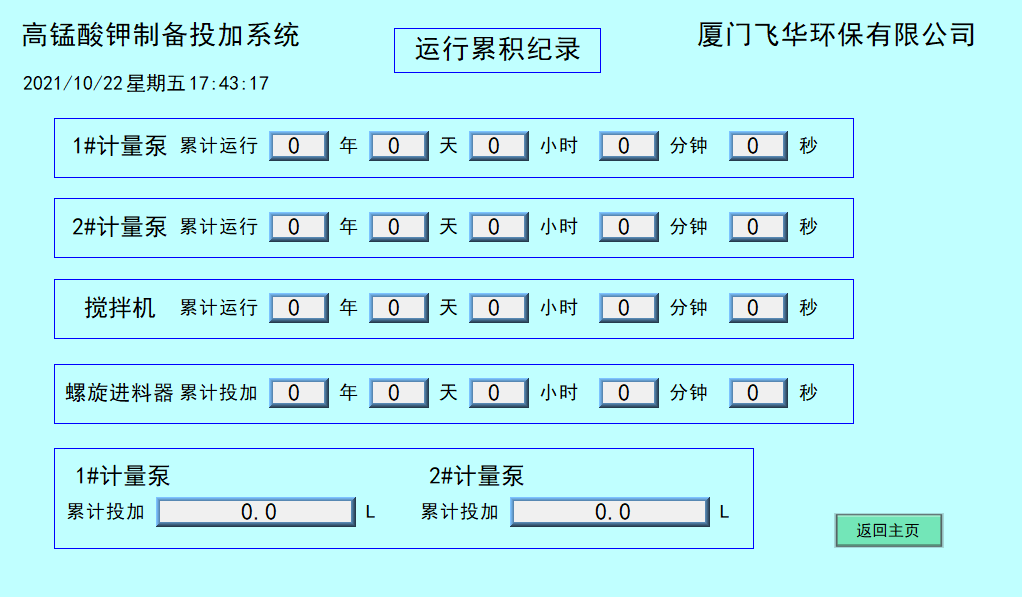 高锰酸钾制备投加系统
运行累积纪录
厦门飞华环保有限公司
2021/10/22星期五17:43:17
1#计量泵 累计运行 0 年 0 天 0 小时 0 分钟 0 秒
2#计量泵 累计运行 0 年 0 天 0 小时 0 分钟 0 秒
搅拌机 累计运行 0 年 0 天 0 小时 0 分钟 0 秒
螺旋进料器 累计投加 0 年 0 天 0 小时 0 分钟 0 秒
1#计量泵 2#计量泵
累计投加 0.0 L 累计投加 0.0 L
返回主页